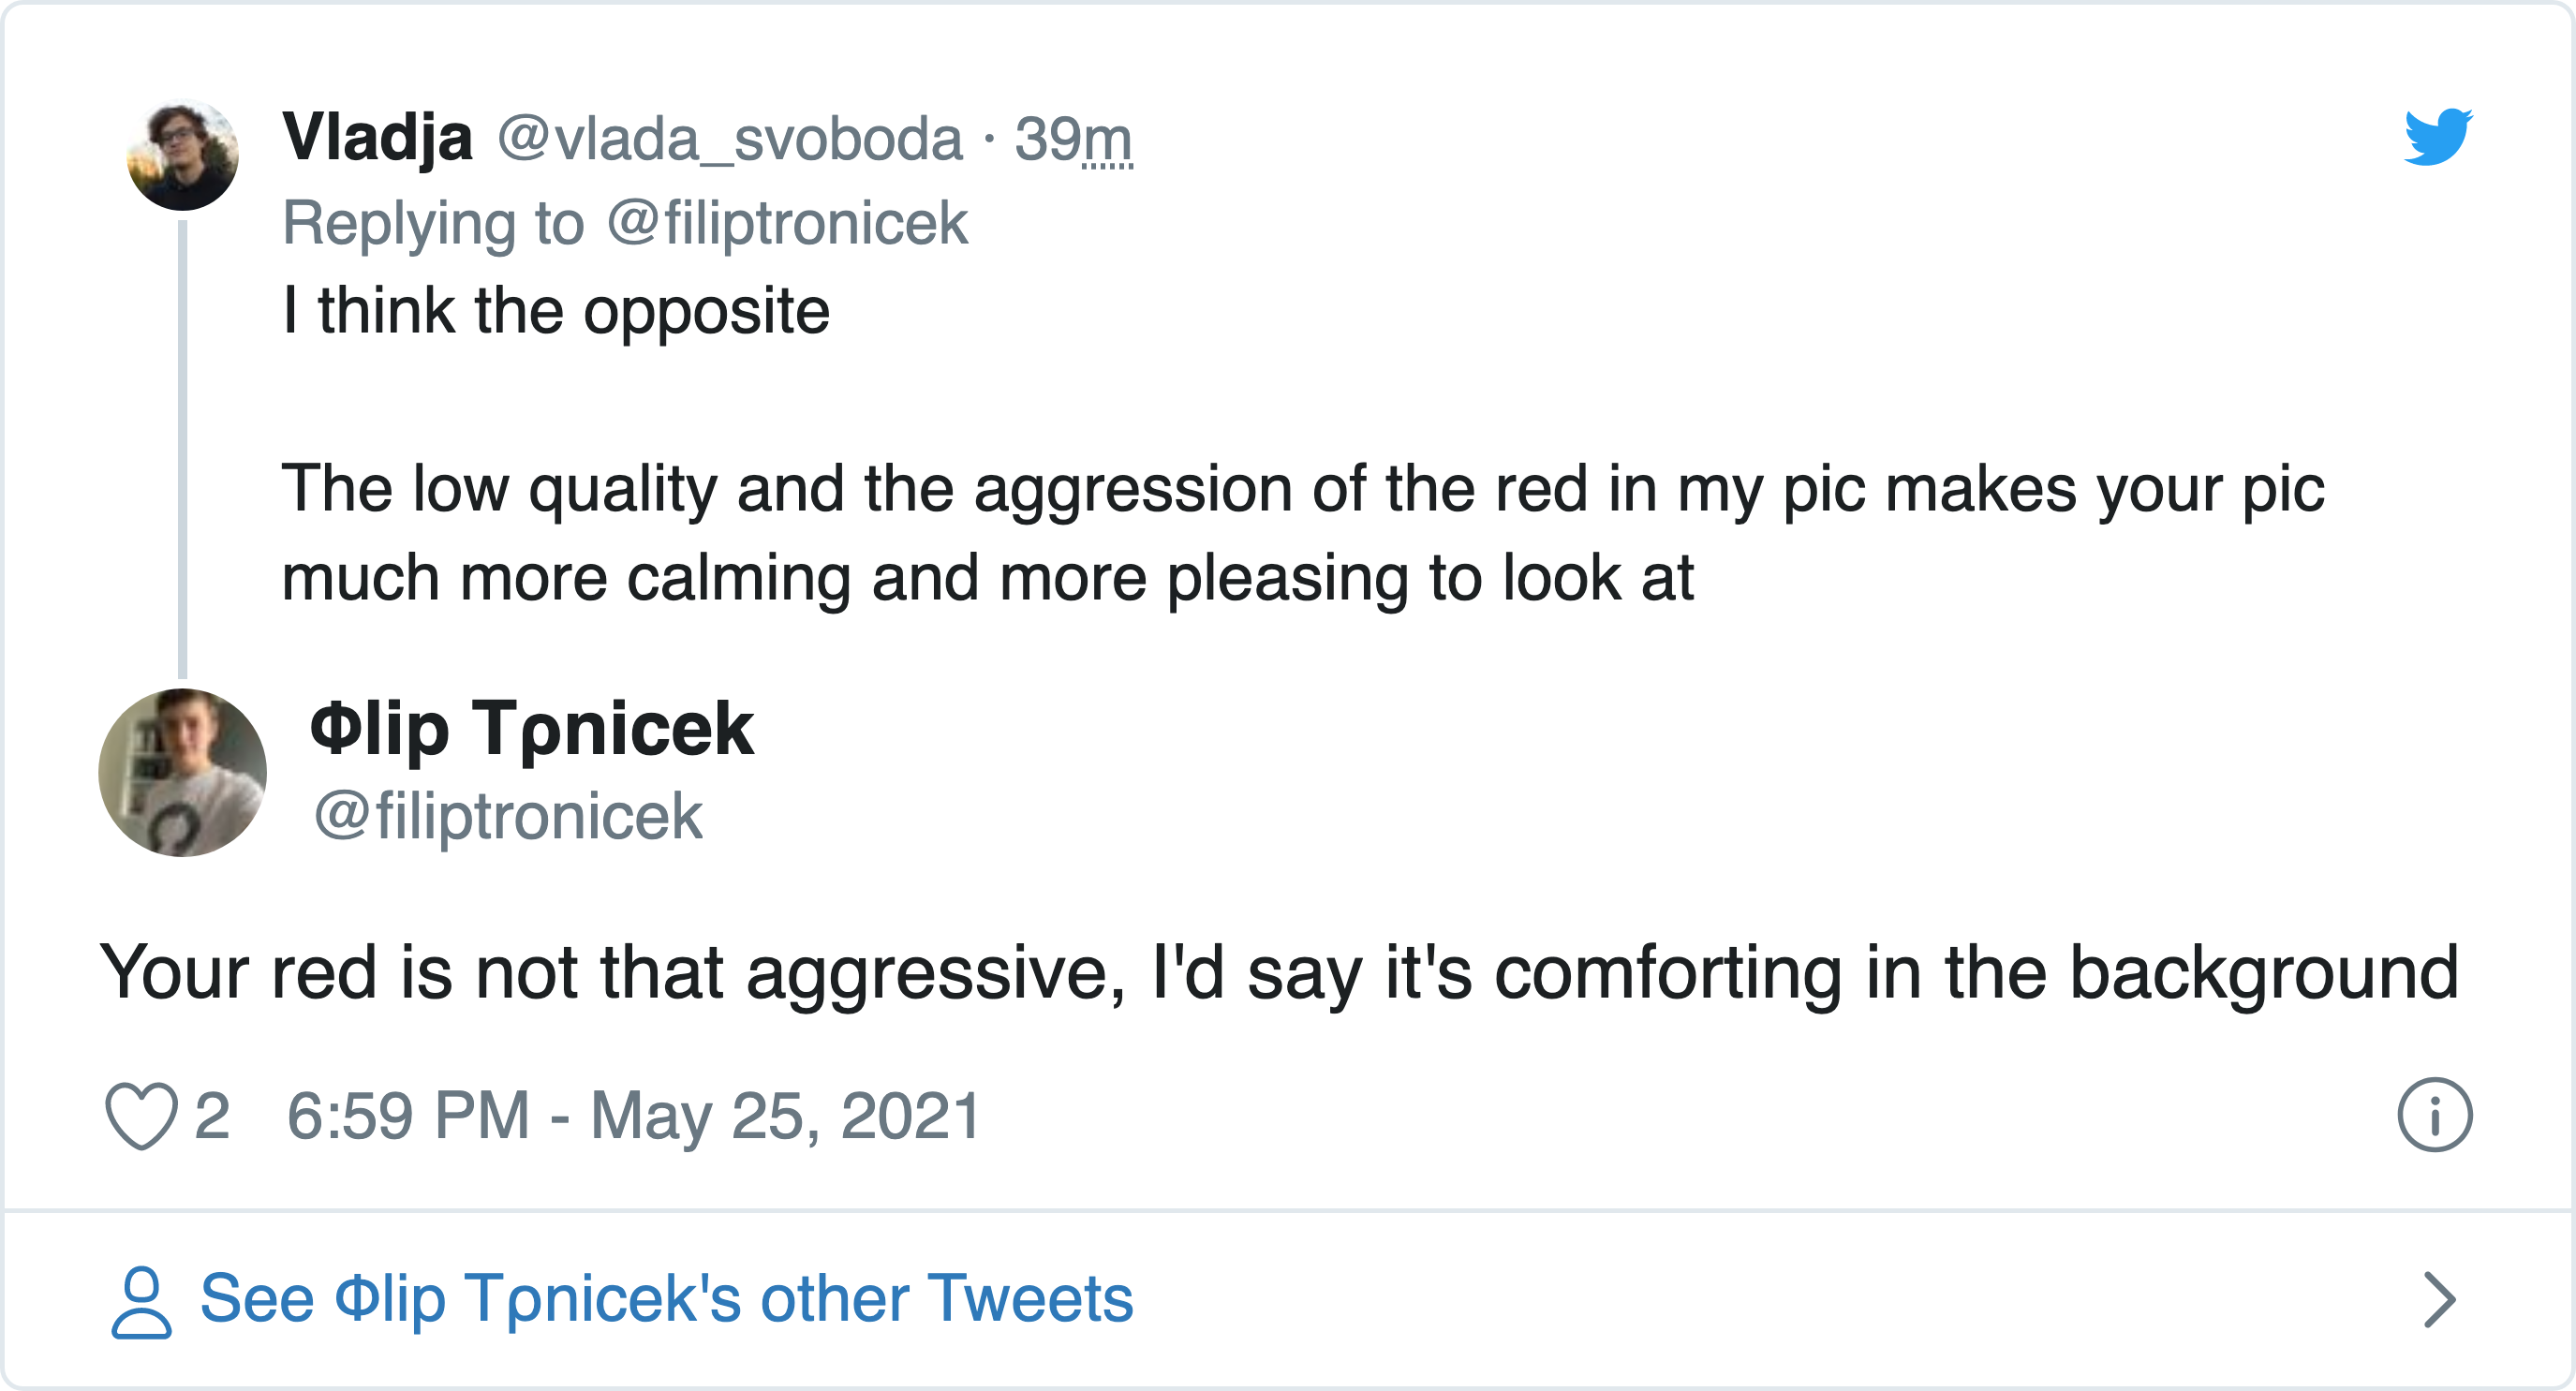 Vladja @vlada_svoboda · 39m
Replying to @filiptronicek
I think the opposite
The low quality and the aggression of the red in my pic makes your pic
much more calming and more pleasing to look at
Φlip Tρnicek
@filiptronicek
Your red is not that aggressive, I'd say it's comforting in the background
2 6:59 PM - May 25, 2021
See Φlip Tρnicek's other Tweets